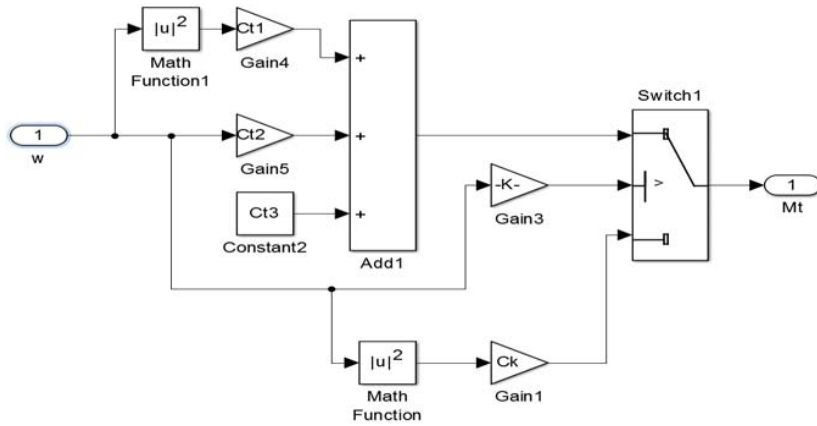 |u|²
Ct1
Math
Function1
Gain4
1
w
Ct2
Gain5
Ct3
Constant2
+
+
+
Add1
-K-
Gain3
Switch1
>
1
Mt
|u|²
Math
Function
Ck
Gain1